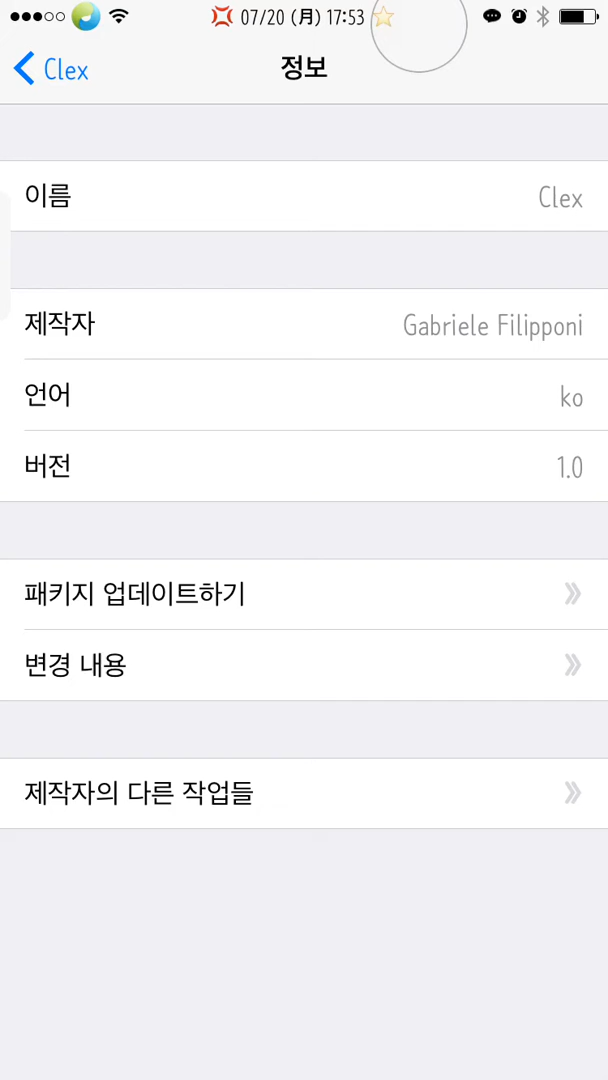 07/20 (月) 17:53
Clex
정보
이름 Clex
제작자 Gabriele Filipponi
언어 ko
버전 1.0
패키지 업데이트하기
변경 내용
제작자의 다른 작업들